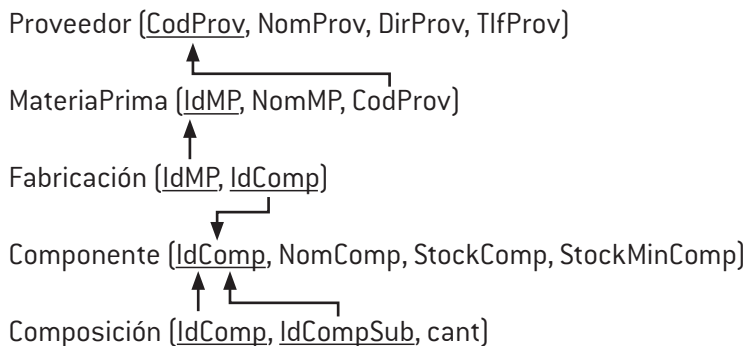 Proveedor (CodProv, NomProv, DirProv, TlfProv)
MateriaPrima (IdMP, NomMP, CodProv)
Fabricación (IdMP, IdComp)
Componente (IdComp, NomComp, StockComp, StockMinComp)
Composición (IdComp, IdCompSub, cant)